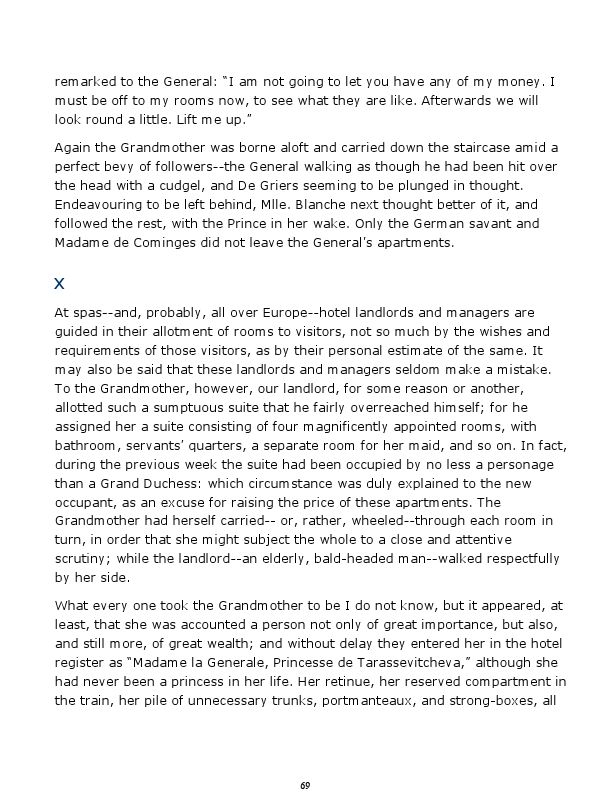 remarked to the General: “I am not going to let you have any of my money. I
must be off to my rooms now, to see what they are like. Afterwards we will
look round a little. Lift me up.”
Again the Grandmother was borne aloft and carried down the staircase amid a
perfect bevy of followers--the General walking as though he had been hit over
the head with a cudgel, and De Griers seeming to be plunged in thought.
Endeavouring to be left behind, Mlle. Blanche next thought better of it, and
followed the rest, with the Prince in her wake. Only the German savant and
Madame de Cominges did not leave the General’s apartments.
X
At spas--and, probably, all over Europe--hotel landlords and managers are
guided in their allotment of rooms to visitors, not so much by the wishes and
requirements of those visitors, as by their personal estimate of the same. It
may also be said that these landlords and managers seldom make a mistake.
To the Grandmother, however, our landlord, for some reason or another,
allotted such a sumptuous suite that he fairly overreached himself; for he
assigned her a suite consisting of four magnificently appointed rooms, with
bathroom, servants’ quarters, a separate room for her maid, and so on. In fact,
during the previous week the suite had been occupied by no less a personage
than a Grand Duchess: which circumstance was duly explained to the new
occupant, as an excuse for raising the price of these apartments. The
Grandmother had herself carried-- or, rather, wheeled--through each room in
turn, in order that she might subject the whole to a close and attentive
scrutiny; while the landlord--an elderly, bald-headed man--walked respectfully
by her side.
What every one took the Grandmother to be I do not know, but it appeared, at
least, that she was accounted a person not only of great importance, but also,
and still more, of great wealth; and without delay they entered her in the hotel
register as “Madame la Generale, Princesse de Tarassevitcheva,” although she
had never been a princess in her life. Her retinue, her reserved compartment in
the train, her pile of unnecessary trunks, portmanteaux, and strong-boxes, all
69